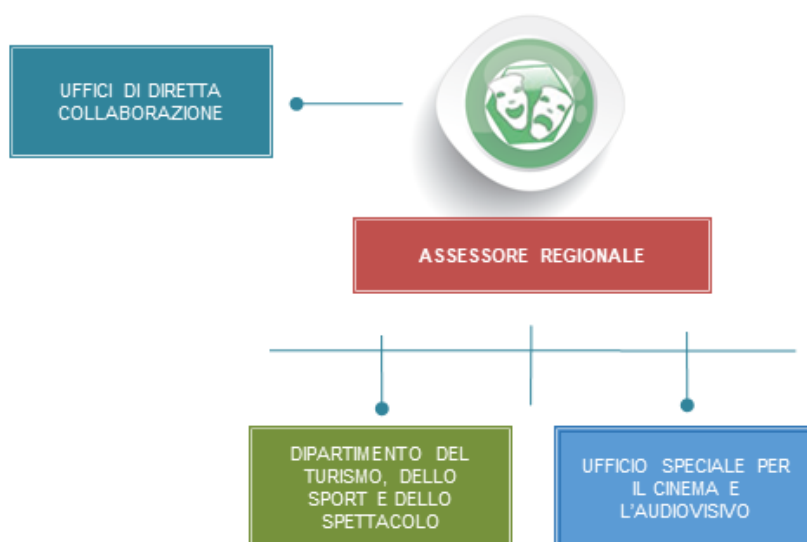 UFFICI DI DIRETTA
COLLABORAZIONE
ASSESSORE REGIONALE
DIPARTIMENTO DEL
TURISMO, DELLO
SPORT E DELLO
SPETTACOLO
UFFICIO SPECIALE PER
IL CINEMA E
L'AUDIOVISIVO